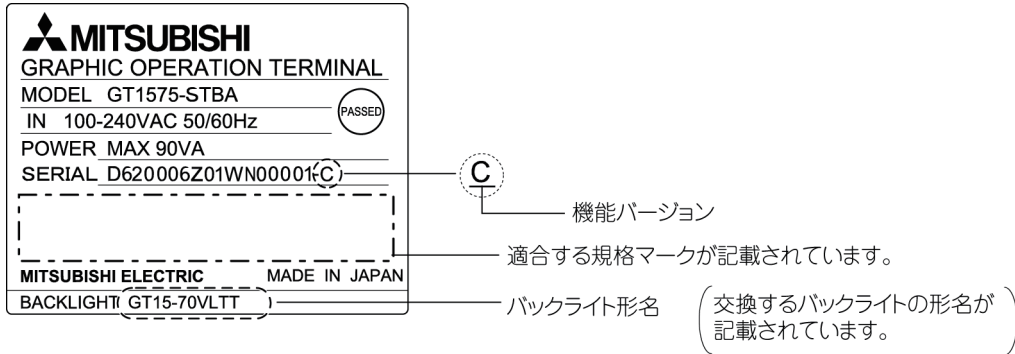 MITSUBISHI
GRAPHIC OPERATION TERMINAL
MODEL GT1575-STBA
IN 100-240VAC 50/60Hz
PASSED
POWER MAX 90VA
SERIAL D620006Z01WN00001-C
C
機能バージョン
適合する規格マークが記載されています。
MITSUBISHI ELECTRIC MADE IN JAPAN
BACKLIGHT GT15-70VLTT
バックライト形名
交換するバックライトの形名が
記載されています。